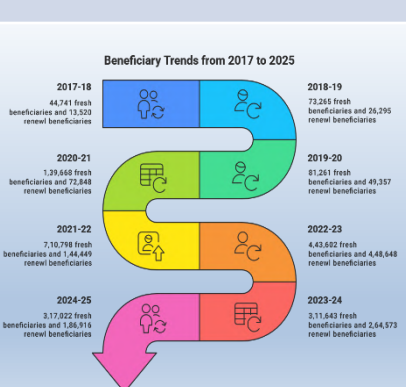 Beneficiary Trends from 2017 to 2025
2017-18
44,741 fresh
beneficiaries and 13,520
renewl beneficiaries
2018-19
73,265 fresh
beneficiaries and 26,295
renewl beneficiaries
2020-21
1,39,668 fresh
beneficiaries and 72,848
renewl beneficiaries
2019-20
81,261 fresh
beneficiaries and 49,357
renewl beneficiaries
2021-22
7,10,798 fresh
beneficiaries and 1,44,449
renewl beneficiaries
2022-23
4,43,602 fresh
beneficiaries and 4,48,648
renewl beneficiaries
2024-25
3,17,022 fresh
beneficiaries and 1,86,916
renewl beneficiaries
2023-24
3,11,643 fresh
beneficiaries and 2,64,573
renewl beneficiaries